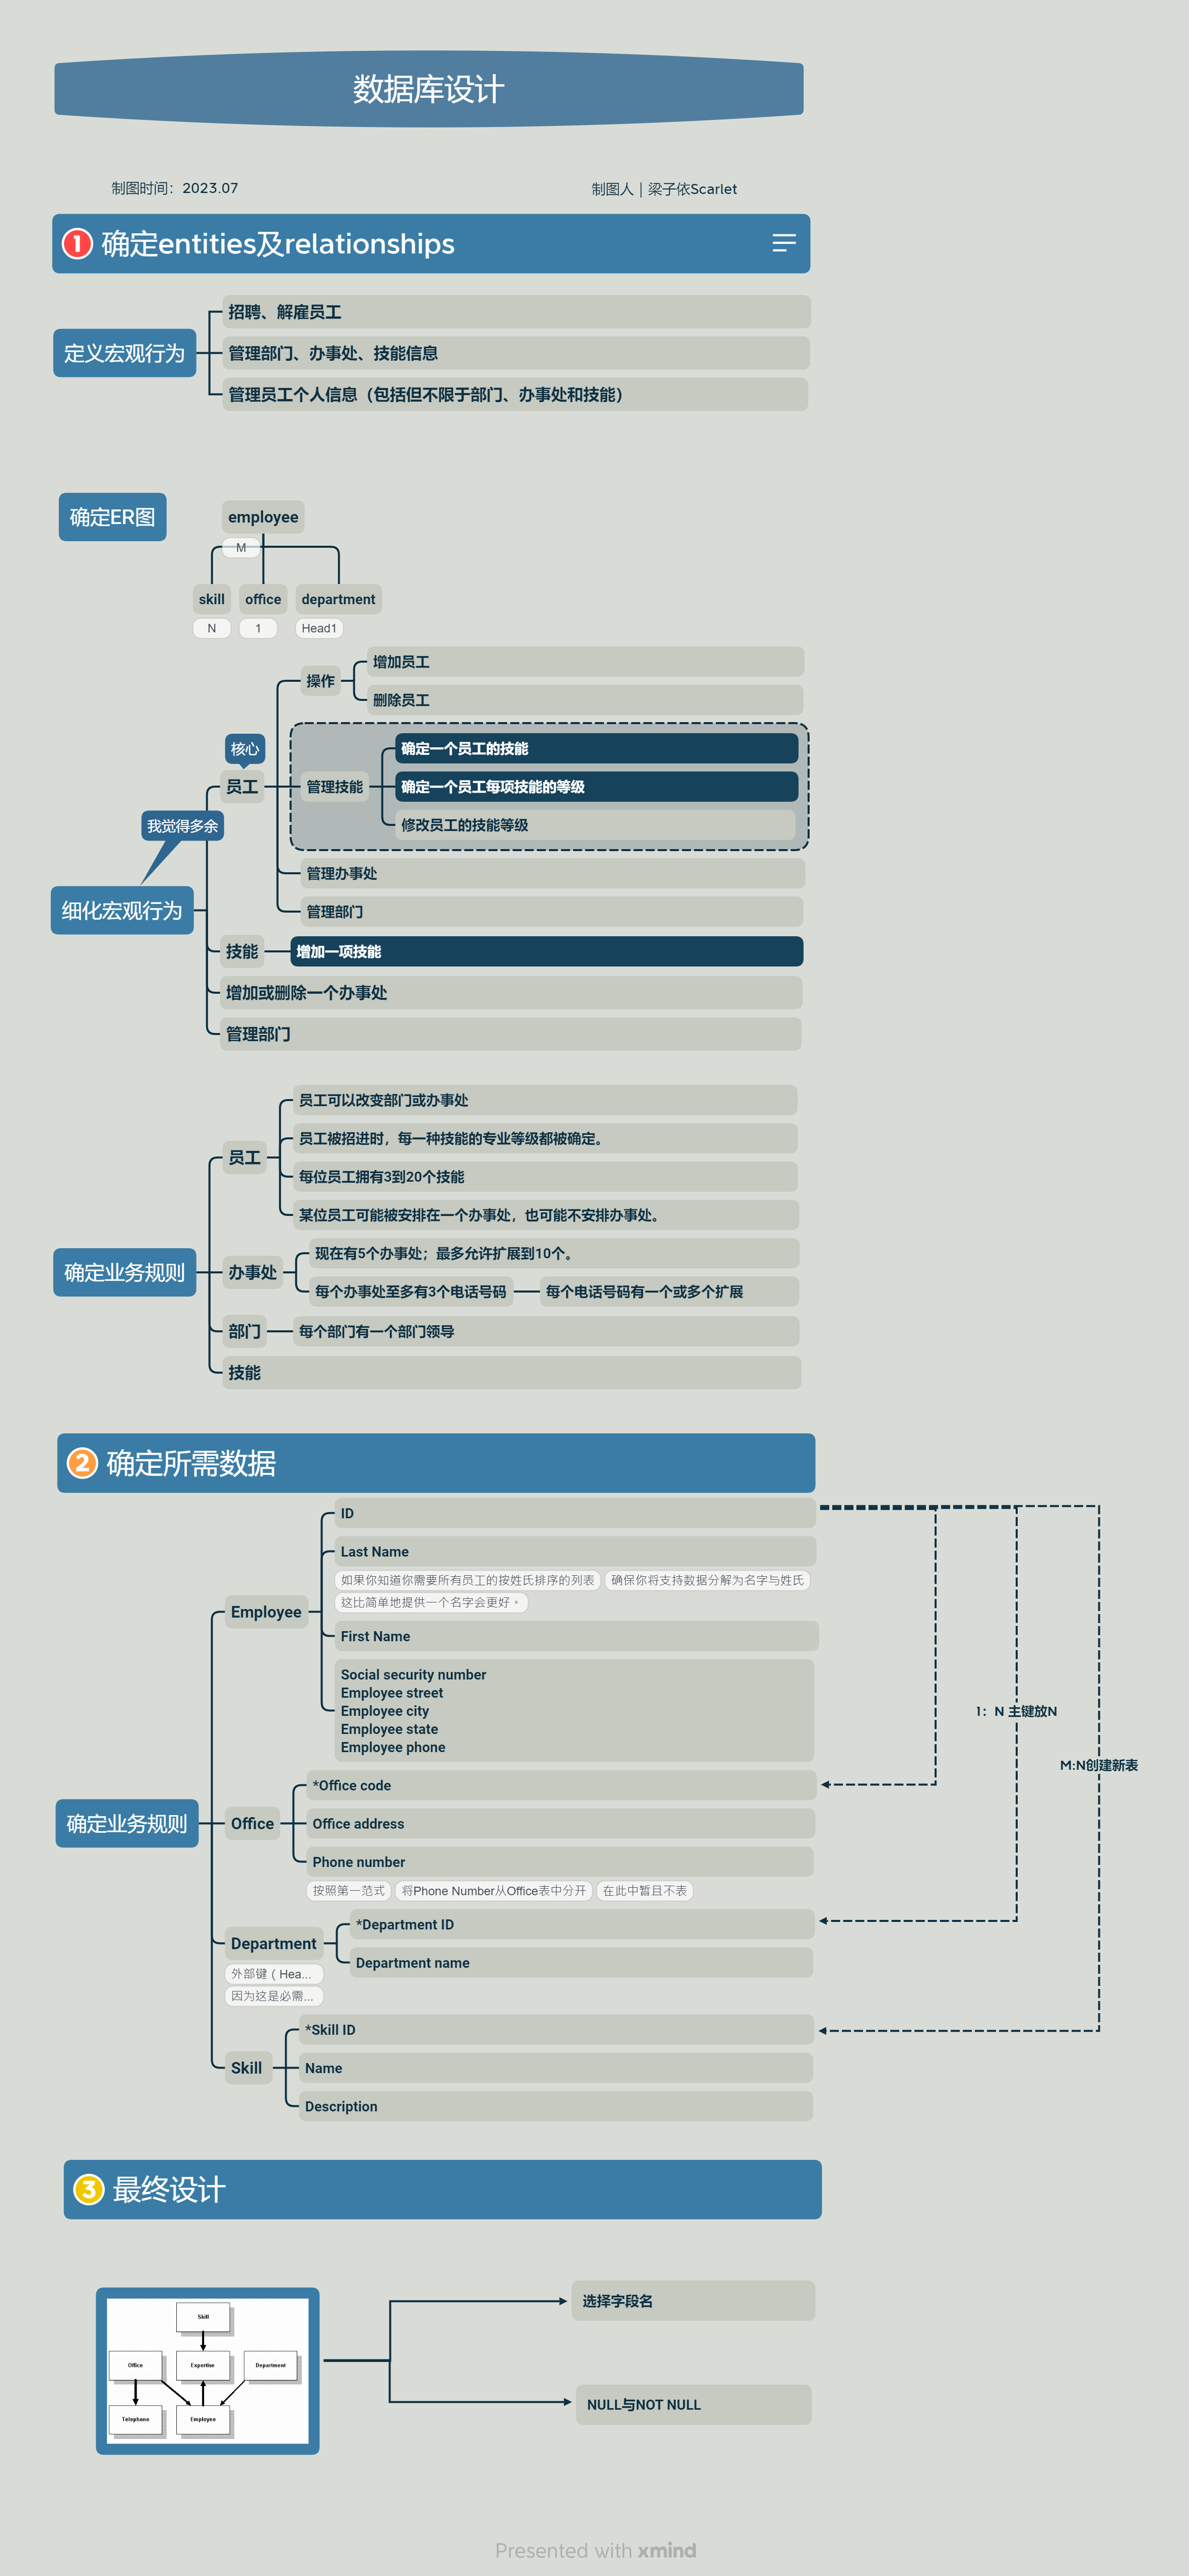 数据库设计
制图时间：2023.07
制图人｜梁子依Scarlet
1 确定entities及relationships
定义宏观行为
招聘、解雇员工
管理部门、办事处、技能信息
管理员工个人信息（包括但不限于部门、办事处和技能）
确定ER图
employee
M
skill
office
department
N
1
Head1
细化宏观行为
我觉得多余
核心
员工
操作
增加员工
删除员工
管理技能
确定一个员工的技能
确定一个员工每项技能的等级
修改员工的技能等级
管理办事处
管理部门
技能
增加一项技能
增加或删除一个办事处
管理部门
确定业务规则
员工
员工可以改变部门或办事处
员工被招进时，每一种技能的专业等级都被确定。
每位员工拥有3到20个技能
某位员工可能被安排在一个办事处，也可能不安排办事处。
办事处
现在有5个办事处；最多允许扩展到10个。
每个办事处至多有3个电话号码
每个电话号码有一个或多个扩展
部门
每个部门有一个部门领导
技能
2 确定所需数据
确定业务规则
Employee
ID
Last Name
如果你知道你需要所有员工的按姓氏排序的列表
确保你将支持数据分解为名字与姓氏
这比简单地提供一个名字会更好。
First Name
Social security number
Employee street
Employee city
Employee state
Employee phone
1：N 主键放N
M:N创建新表
Office
*Office code
Office address
Phone number
按照第一范式
将Phone Number从Office表中分开
在此中暂且不表
Department
外部键（Hea...
因为这是必需...
*Department ID
Department name
Skill
*Skill ID
Name
Description
3 最终设计
Skill
Office
Expertise
Department
Telephone
Employee
选择字段名
NULL与NOT NULL
Presented with xmind